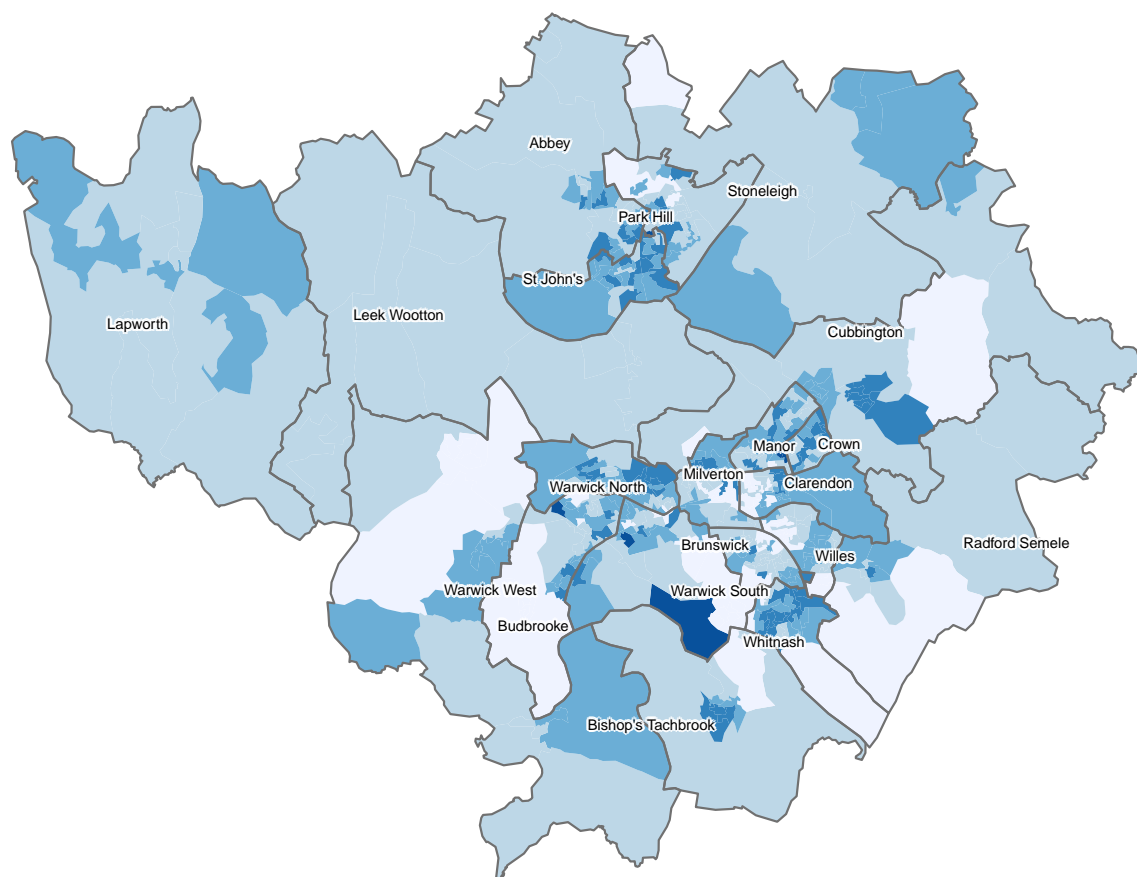 Abbey
Stoneleigh
Park Hill
St John's
Leek Wootton
Lapworth
Cubbington
Manor
Crown
Milverton
Clarendon
Warwick North
Radford Semele
Brunswick
Willes
Warwick West
Warwick South
Budbrooke
Whitnash
Bishop's Tachbrook